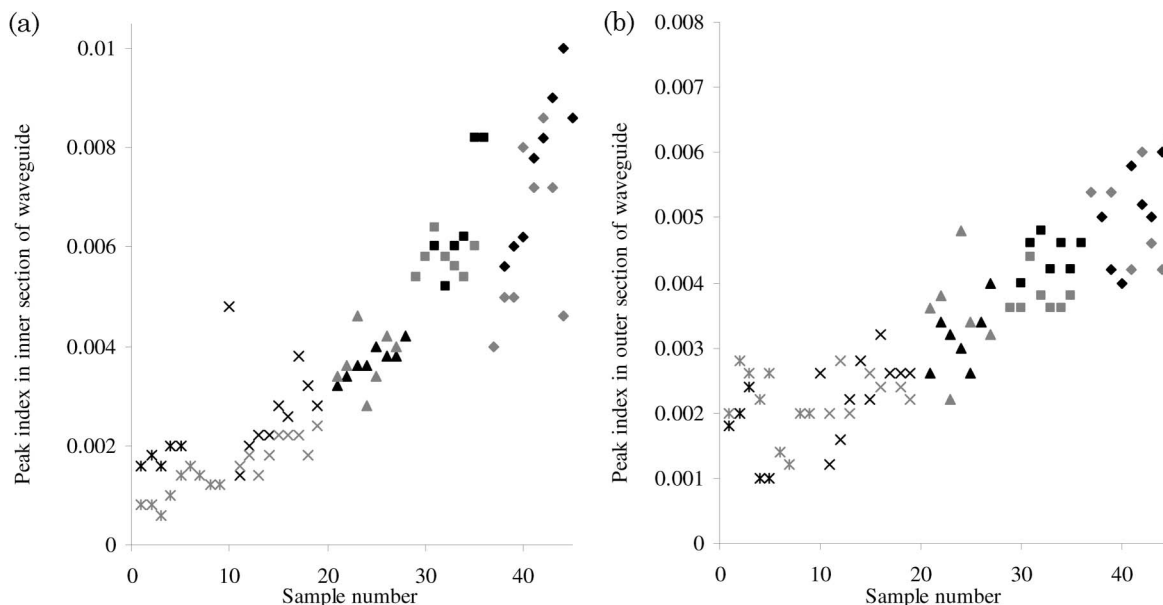 (a)
Peak index in inner section of waveguide
0.01
0.008
0.006
0.004
0.002
0
0 10 20 30 40
Sample number
(b)
Peak index in outer section of waveguide
0.008
0.007
0.006
0.005
0.004
0.003
0.002
0.001
0
0 10 20 30 40
Sample number